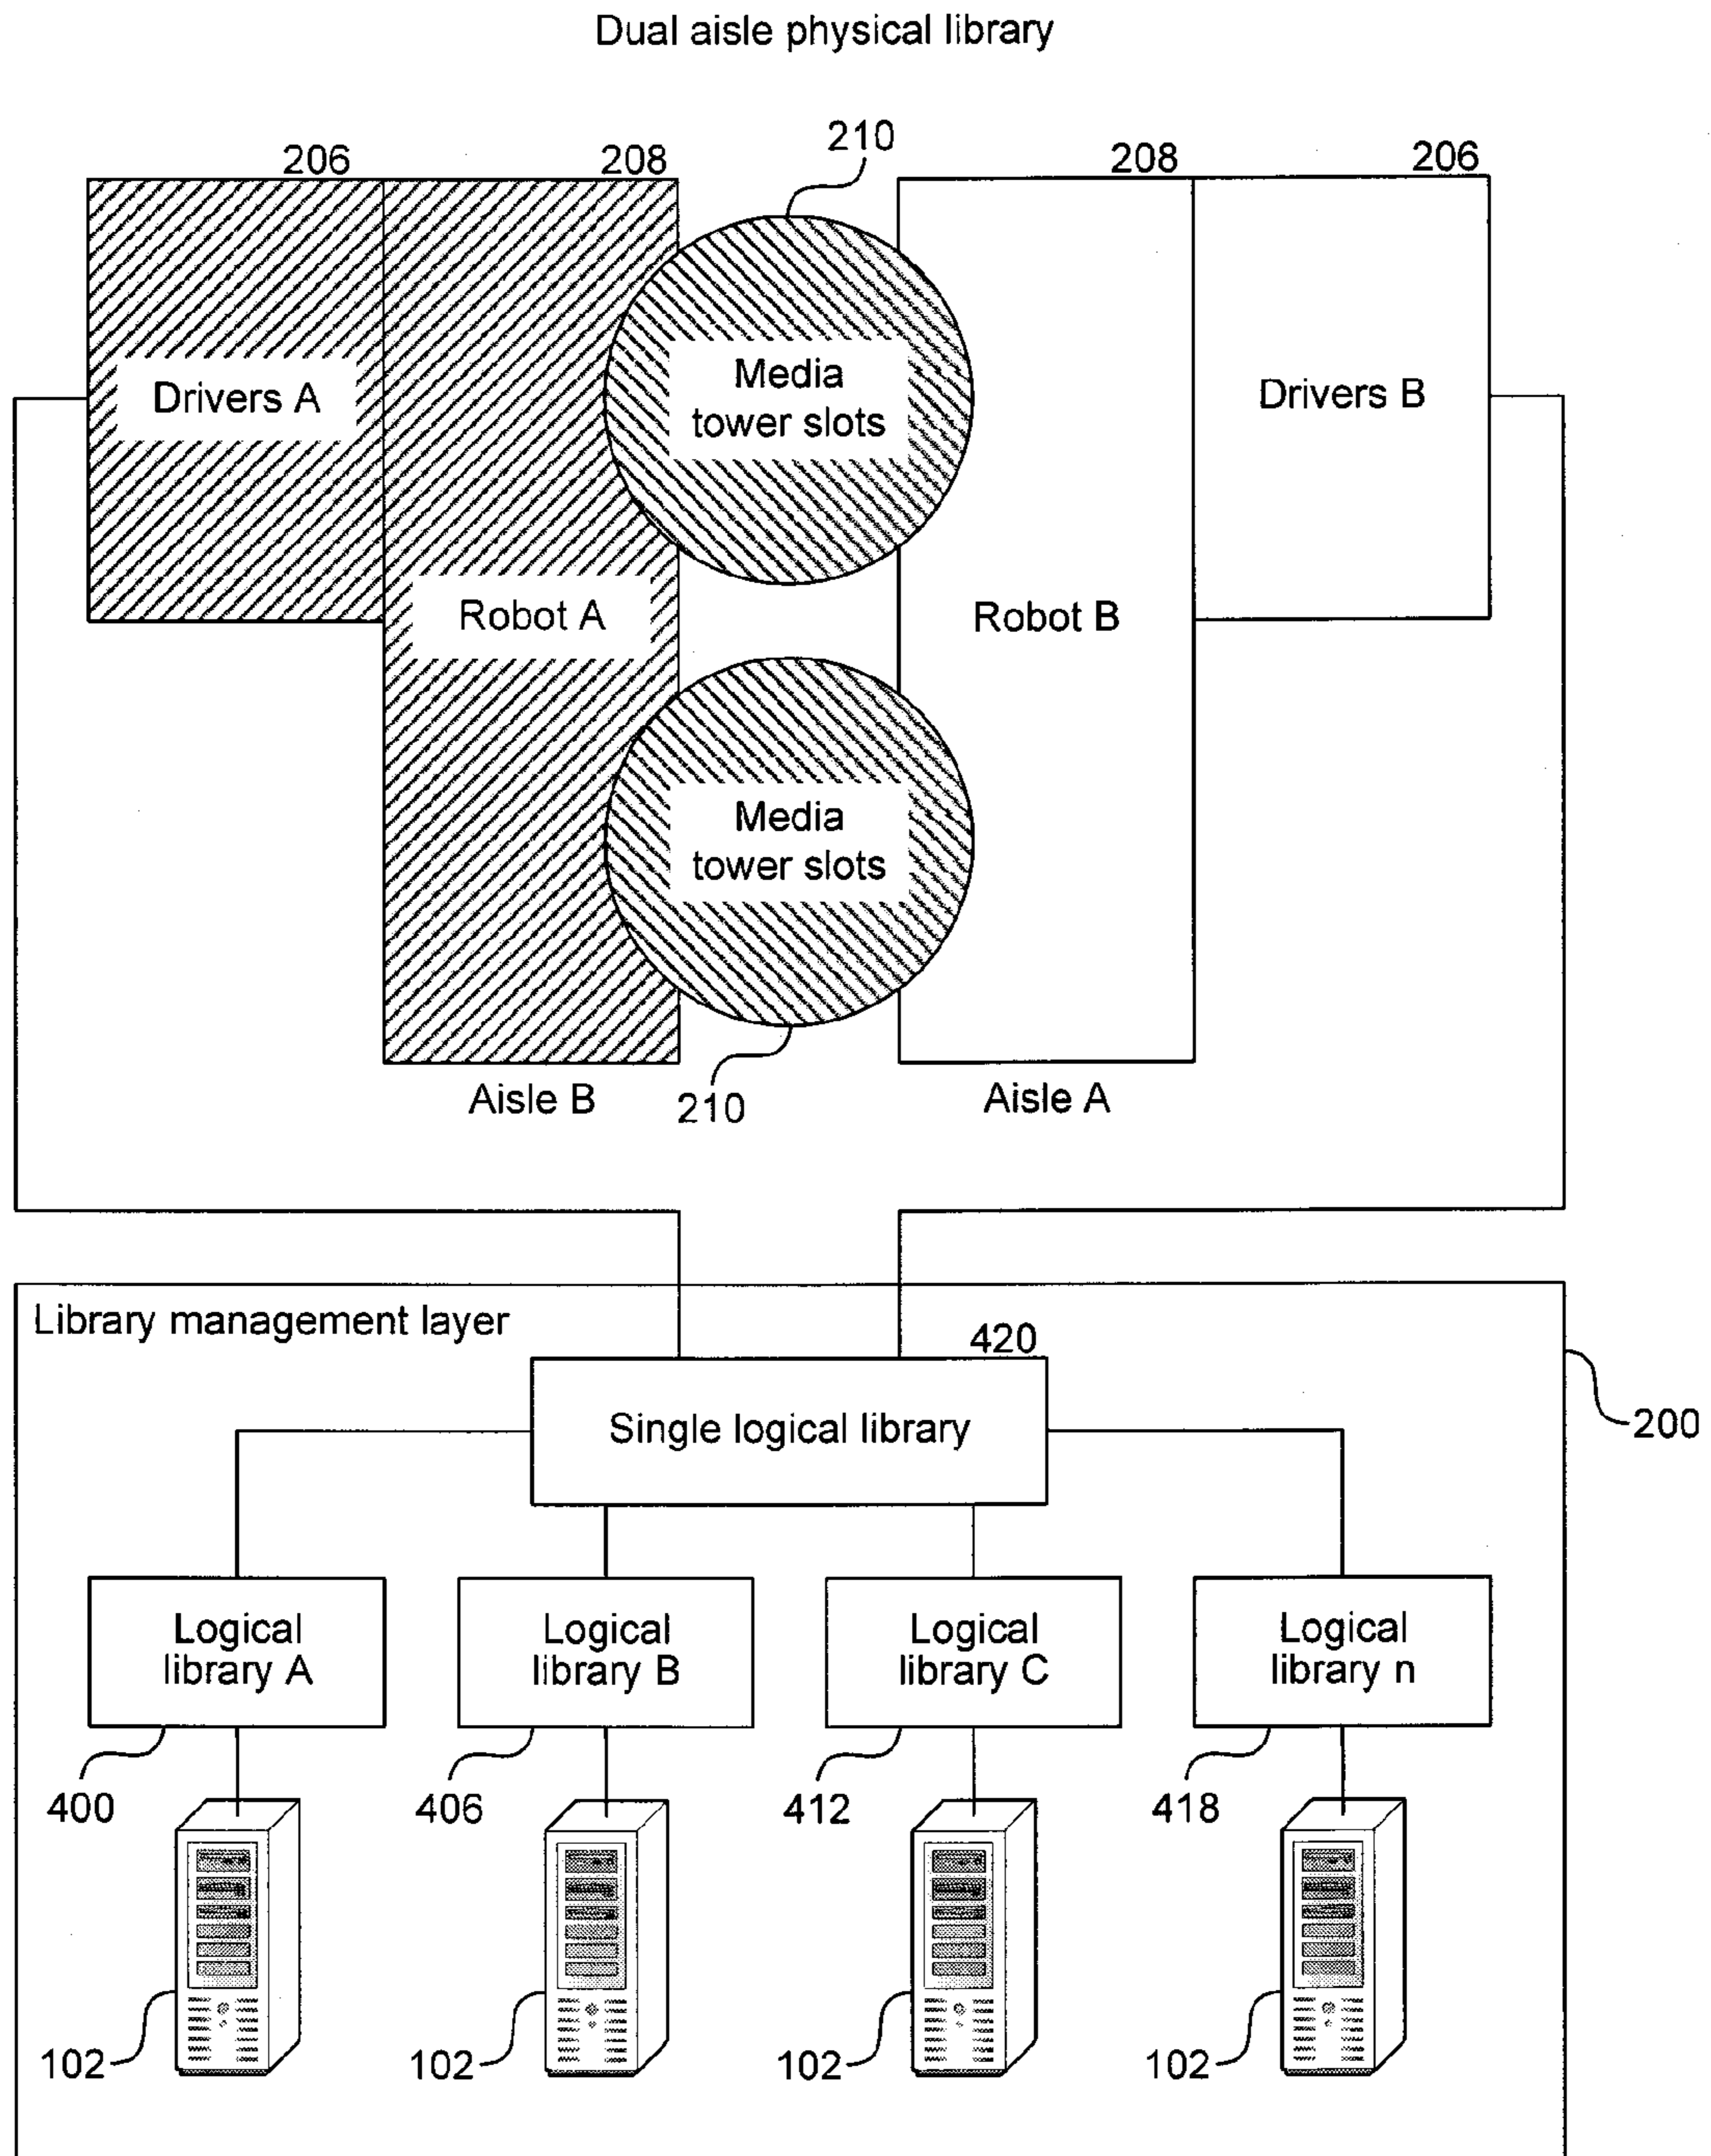 Dual aisle physical library
206
208
210
208
206
Drivers A
Robot A
Media
tower slots
Robot B
Drivers B
Media
tower slots
Aisle B
210
Aisle A
Library management layer
420
Single logical library
200
Logical
library A
Logical
library B
Logical
library C
Logical
library n
400
406
412
418
102
102
102
102